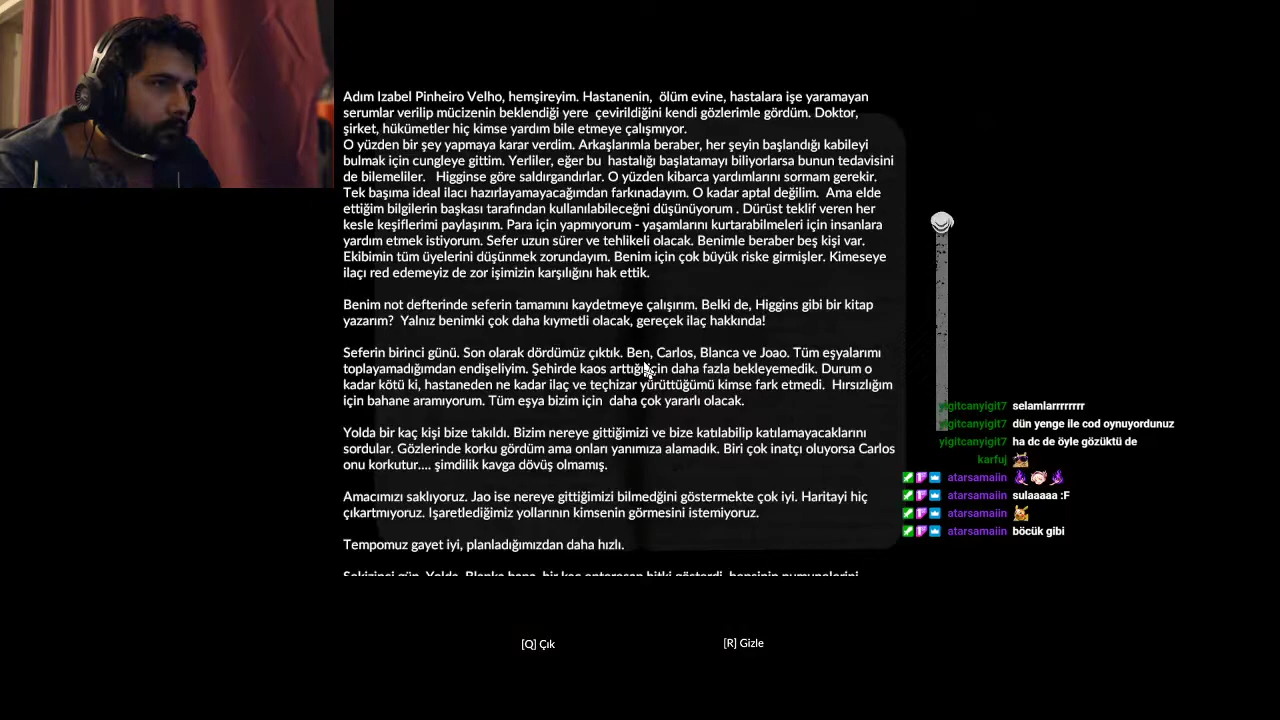 Adım Izabel Pinheiro Velho, hemşireyim. Hastanenin,  ölüm evine, hastalara işe yaramayan
serumlar verilip mücizenin beklendiği yere  çevirildiğini kendi gözlerimle gördüm. Doktor,
şirket, hükümetler hiç kimse yardım bile etmeye çalışmıyor.
O yüzden bir şey yapmaya karar verdim. Arkaşlarımla beraber, her şeyin başlandığı kabileyi
bulmak için cungleye gittim. Yerliler, eğer bu  hastalığı başlatamayı biliyorlarsa bunun tedavisini
de bilemeliler.   Higginse göre saldırgandırlar. O yüzden kibarca yardımlarını sormam gerekir.
Tek başıma ideal ilacı hazırlayamayacağımdan farkınadayım. O kadar aptal değilim.  Ama elde
ettiğim bilgilerin başkası tarafından kullanılabileceğni düşünüyorum . Dürüst teklif veren her
kesle keşiflerimi paylaşırım. Para için yapmıyorum - yaşamlarını kurtarabilmeleri için insanlara
yardım etmek istiyorum. Sefer uzun sürer ve tehlikeli olacak. Benimle beraber beş kişi var.
Ekibimin tüm üyelerini düşünmek zorundayım. Benim için çok büyük riske girmişler. Kimeseye
ilaçı red edemeyiz de zor işimizin karşılığını hak ettik.
Benim not defterinde seferin tamamını kaydetmeye çalışırım. Belki de, Higgins gibi bir kitap
yazarım?  Yalnız benimki çok daha kıymetli olacak, gereçek ilaç hakkında!
Seferin birinci günü. Son olarak dördümüz çıktık. Ben, Carlos, Blanca ve Joao. Tüm eşyalarımı
toplayamadığımdan endişeliyim. Şehirde kaos arttığı için daha fazla bekleyemedik. Durum o
kadar kötü ki, hastaneden ne kadar ilaç ve teçhizar yürüttüğümü kimse fark etmedi.  Hırsızlığım
için bahane aramıyorum. Tüm eşya bizim için  daha çok yararlı olacak.
Yolda bir kaç kişi bize takıldı. Bizim nereye gittiğimizi ve bize katılabilip katılamayacaklarını
sordular. Gözlerinde korku gördüm ama onları yanımıza alamadık. Biri çok inatçı oluyorsa Carlos
onu korkutur.... şimdilik kavga dövüş olmamış.
Amacımızı saklıyoruz. Jao ise nereye gittiğimizi bilmedğini göstermekte çok iyi. Haritayi hiç
çıkartmıyoruz. Işaretlediğimiz yollarının kimsenin görmesini istemiyoruz.
Tempomuz gayet iyi, planladığımızdan daha hızlı.
[Q] Çık
[R] Gizle
yigitcanyigit7 selamlarrrrrrrr
yigitcanyigit7 dün yenge ile cod oynuyordunuz
yigitcanyigit7 ha dc de öyle gözüktü de
karfuj
atarsamaiin
atarsamaiin sulaaaaa :F
atarsamaiin
atarsamaiin böcük gibi